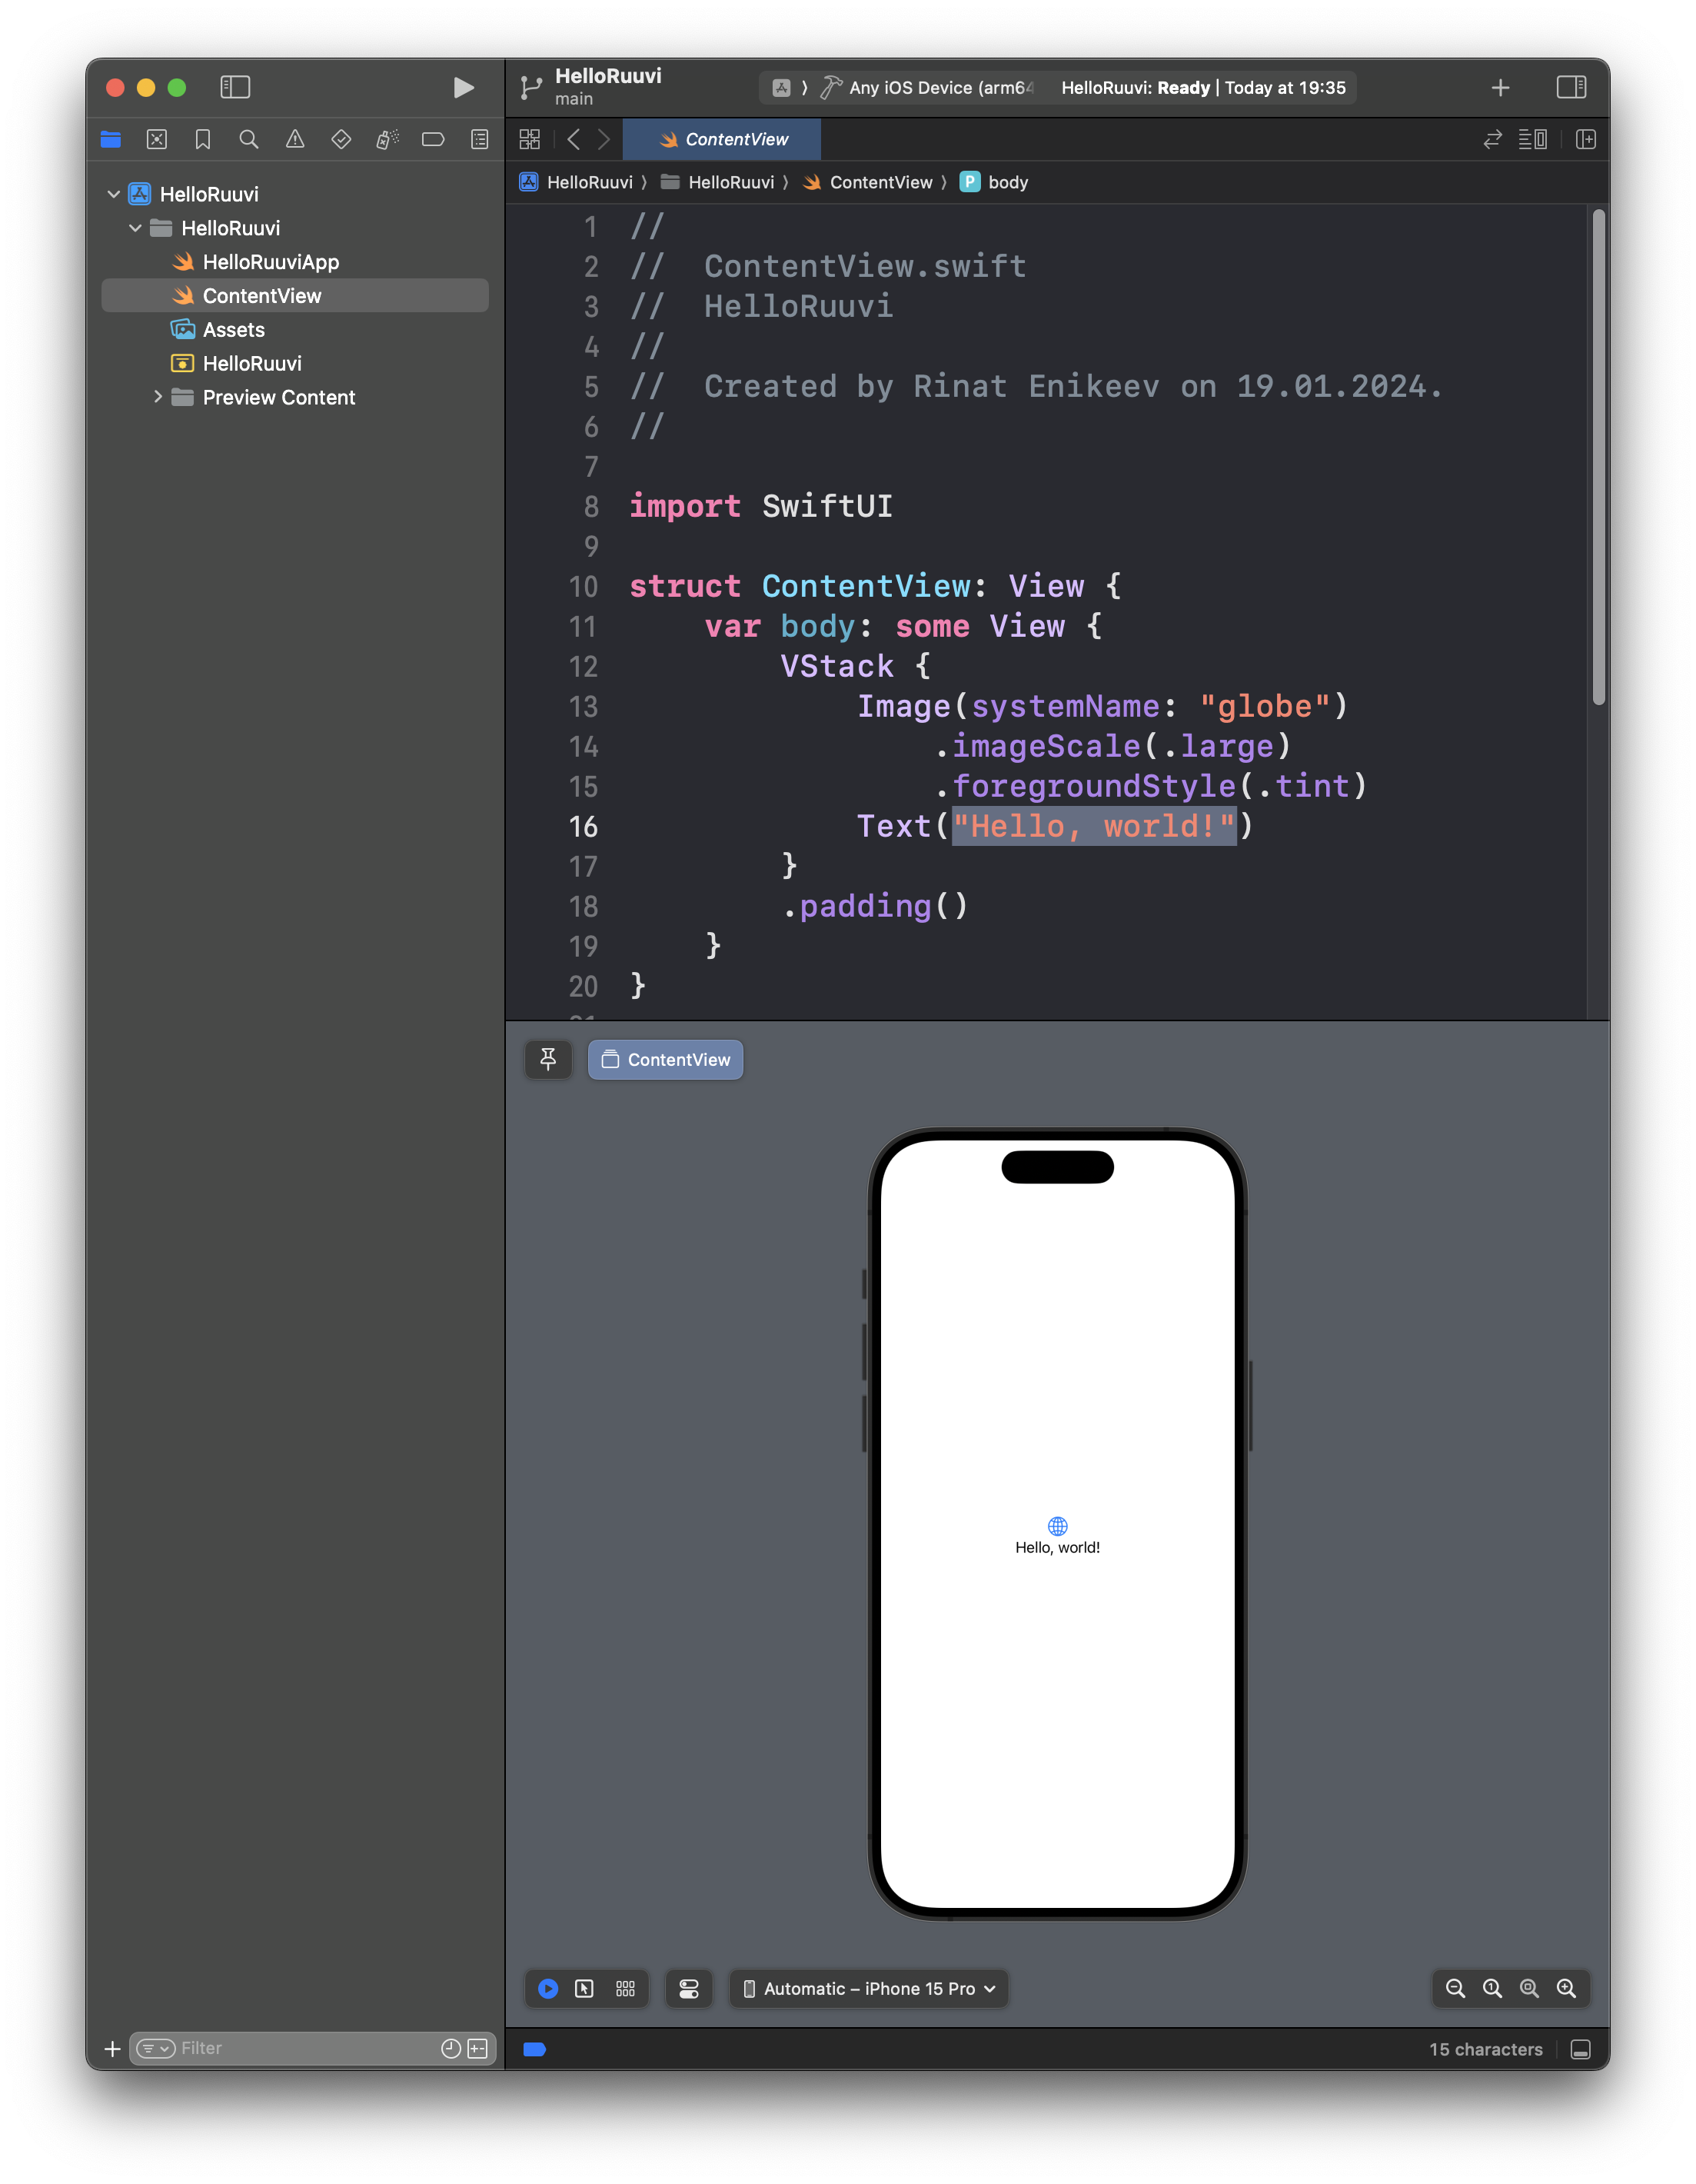 HelloRuuvi
main
Any iOS Device (arm64
HelloRuuvi: Ready | Today at 19:35
ContentView
HelloRuuvi
HelloRuuvi
HelloRuuviApp
ContentView
Assets
HelloRuuvi
Preview Content
HelloRuuvi ⟩ HelloRuuvi ⟩ ContentView ⟩ P body
1 //
2 //  ContentView.swift
3 //  HelloRuuvi
4 //
5 //  Created by Rinat Enikeev on 19.01.2024.
6 //
7
8 import SwiftUI
9
10 struct ContentView: View {
11     var body: some View {
12         VStack {
13             Image(systemName: "globe")
14                 .imageScale(.large)
15                 .foregroundStyle(.tint)
16             Text("Hello, world!")
17         }
18         .padding()
19     }
20 }
ContentView
Hello, world!
Automatic – iPhone 15 Pro
Filter
15 characters